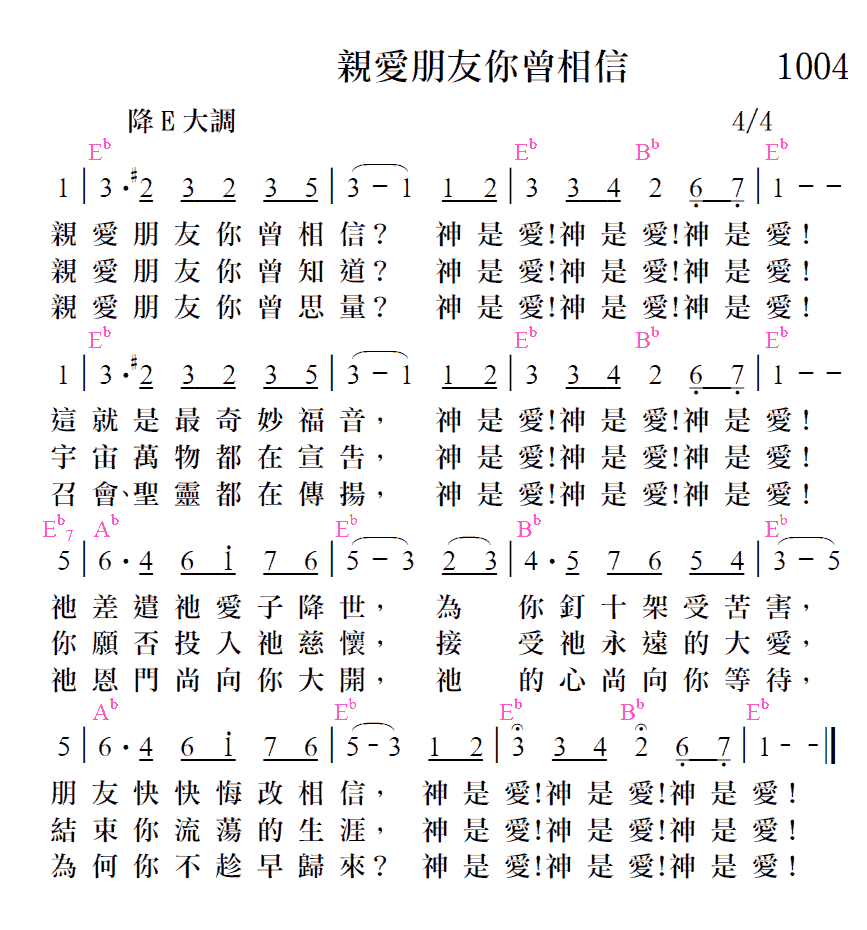 親愛朋友你曾相信 1004
降E大調 4/4
E♭ E♭ B♭ E♭
1 | 3 · ♯2 3 2 3 5 | 3 − 1 1 2 | 3 3 4 2 6̣ 7̣ | 1 − −
親愛朋友你曾相信? 神是愛!神是愛!神是愛!
親愛朋友你曾知道? 神是愛!神是愛!神是愛!
親愛朋友你曾思量? 神是愛!神是愛!神是愛!
E♭ E♭ B♭ E♭
1 | 3 · ♯2 3 2 3 5 | 3 − 1 1 2 | 3 3 4 2 6̣ 7̣ | 1 − −
這就是最奇妙福音, 神是愛!神是愛!神是愛!
宇宙萬物都在宣告, 神是愛!神是愛!神是愛!
召會、聖靈都在傳揚, 神是愛!神是愛!神是愛!
E♭7 A♭ E♭ B♭ E♭
5 | 6 · 4 6 1̇ 7 6 | 5 − 3 2 3 | 4 · 5 7 6 5 4 | 3 − 5
祂差遣祂愛子降世, 為 你釘十架受苦害,
你願否投入祂慈懷, 接 受祂永遠的大愛,
祂恩門尚向你大開, 祂 的心尚向你等待,
A♭ E♭ E♭ B♭ E♭
5 | 6 · 4 6 1̇ 7 6 | 5 - 3 1 2 | 3 3 4 2 6̣ 7̣ | 1 - - ‖
朋友快快悔改相信, 神是愛!神是愛!神是愛!
結束你流蕩的生涯, 神是愛!神是愛!神是愛!
為何你不趁早歸來? 神是愛!神是愛!神是愛!